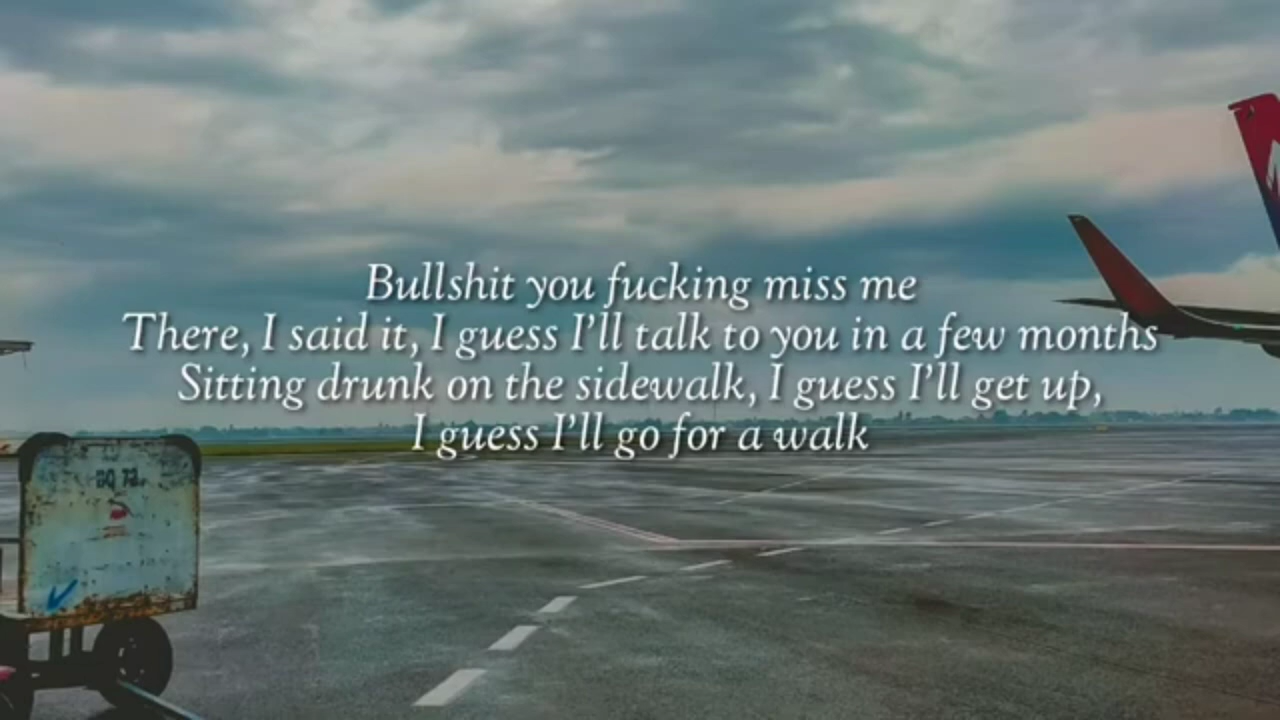 Bullshit you fucking miss me
There, I said it, I guess I'll talk to you in a few months
Sitting drunk on the sidewalk, I guess I'll get up,
I guess I'll go for a walk